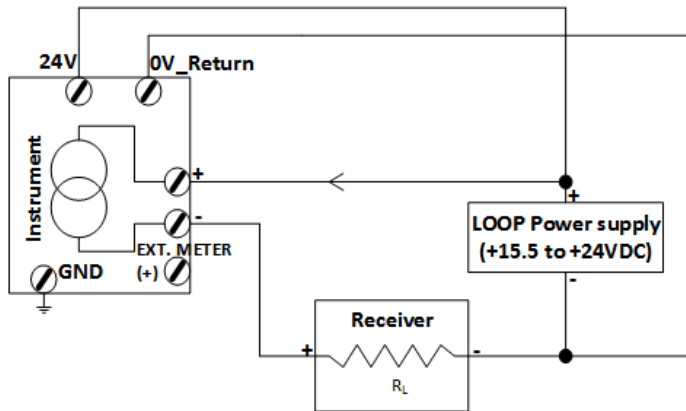 24V
0V_Return
Instrument
+
+
LOOP Power supply
(+15.5 to +24VDC)
-
-
EXT. METER
(+)
GND
Receiver
+
-
RL